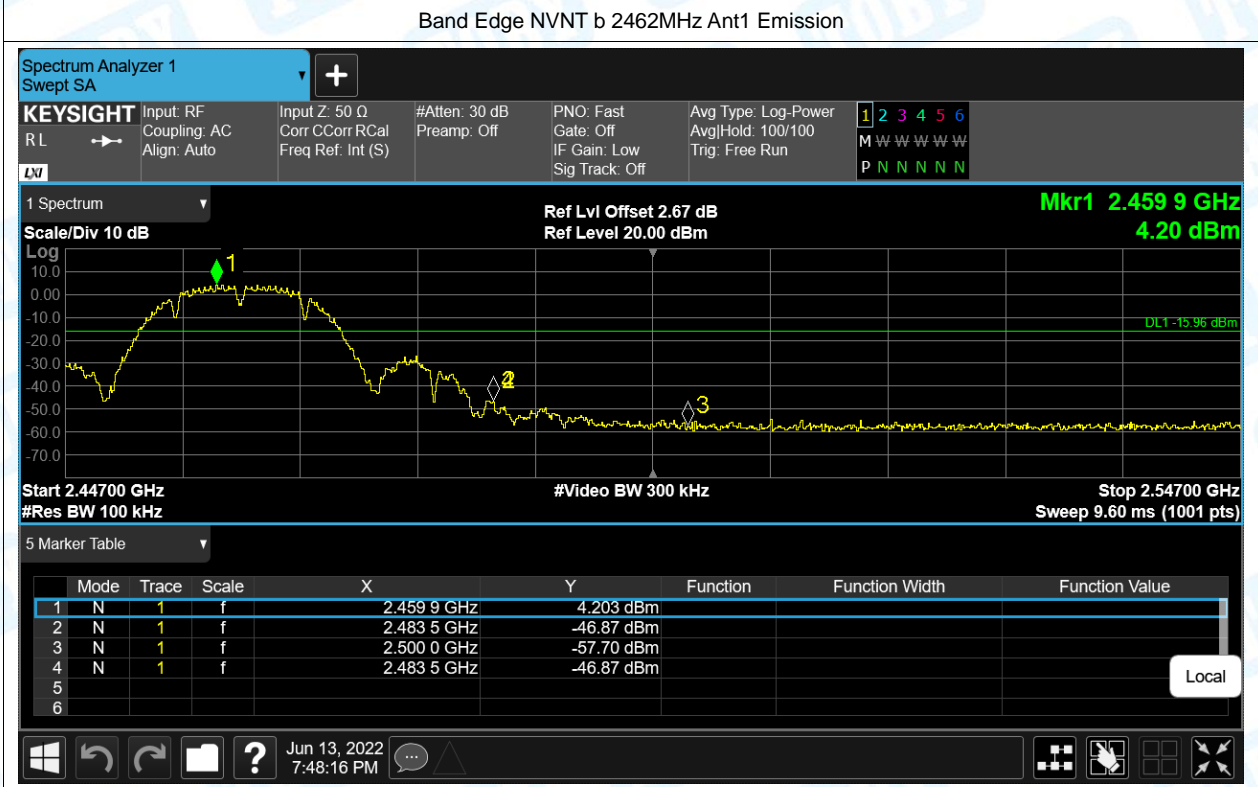 Band Edge NVNT b 2462MHz Ant1 Emission
Spectrum Analyzer 1
Swept SA
+
KEYSIGHT Input: RF Input Z: 50 Ω #Atten: 30 dB PNO: Fast Avg Type: Log-Power 1 2 3 4 5 6
RL Coupling: AC Corr CCorr RCal Preamp: Off Gate: Off Avg|Hold: 100/100 M W W W W W
Align: Auto Freq Ref: Int (S) IF Gain: Low Trig: Free Run
LXI Sig Track: Off P N N N N N
1 Spectrum
Ref Lvl Offset 2.67 dB Mkr1 2.459 9 GHz
Scale/Div 10 dB Ref Level 20.00 dBm 4.20 dBm
Log
1
10.0
0.00
-10.0
DL1 -15.96 dBm
-20.0
-30.0
-40.0
2
4
3
-50.0
-60.0
-70.0
Start 2.44700 GHz #Video BW 300 kHz Stop 2.54700 GHz
#Res BW 100 kHz Sweep 9.60 ms (1001 pts)
5 Marker Table
Mode Trace Scale X Y Function Function Width Function Value
1 N 1 f 2.459 9 GHz 4.203 dBm
2 N 1 f 2.483 5 GHz -46.87 dBm
3 N 1 f 2.500 0 GHz -57.70 dBm
4 N 1 f 2.483 5 GHz -46.87 dBm
5
6
Local
? Jun 13, 2022
7:48:16 PM